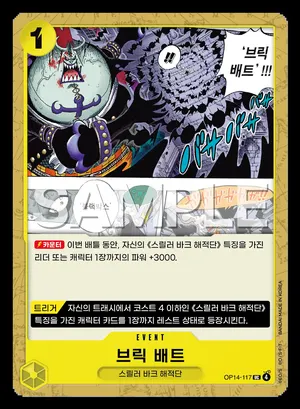 1
'브릭
배트'!!!
SAMPLE
카운터 이번 배틀 동안, 자신의 《스릴러 바크 해적단》 특징을 가진
리더 또는 캐릭터 1장까지의 파워 +3000.
트리거 자신의 트래시에서 코스트 4 이하인 《스릴러 바크 해적단》
특징을 가진 캐릭터 카드를 1장까지 레스트 상태로 등장시킨다.
EVENT
브릭 배트
스릴러 바크 해적단
OP14-117 UC